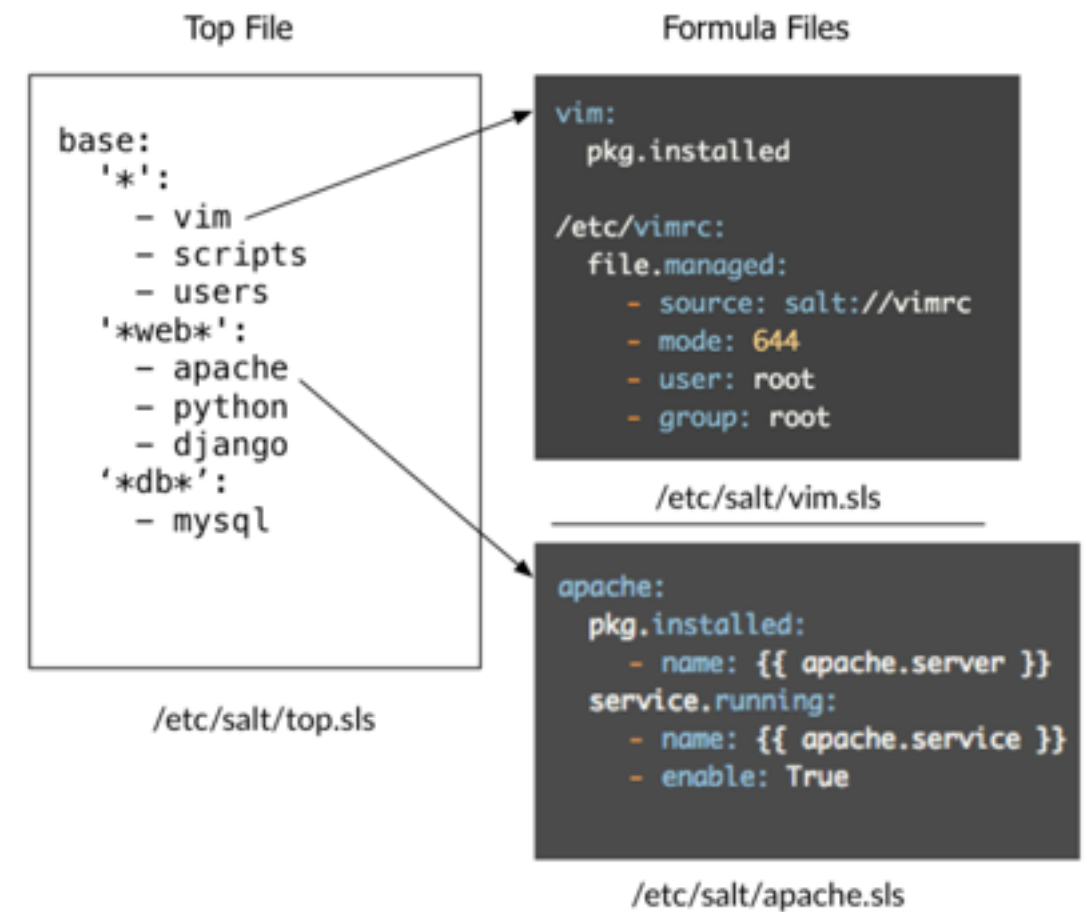 Top File
base:
  '*':
    - vim
    - scripts
    - users
  '*web*':
    - apache
    - python
    - django
  ‘*db*’:
    - mysql
/etc/salt/top.sls
Formula Files
vim:
  pkg.installed
/etc/vimrc:
  file.managed:
    - source: salt://vimrc
    - mode: 644
    - user: root
    - group: root
/etc/salt/vim.sls
apache:
  pkg.installed:
    - name: {{ apache.server }}
  service.running:
    - name: {{ apache.service }}
    - enable: True
/etc/salt/apache.sls